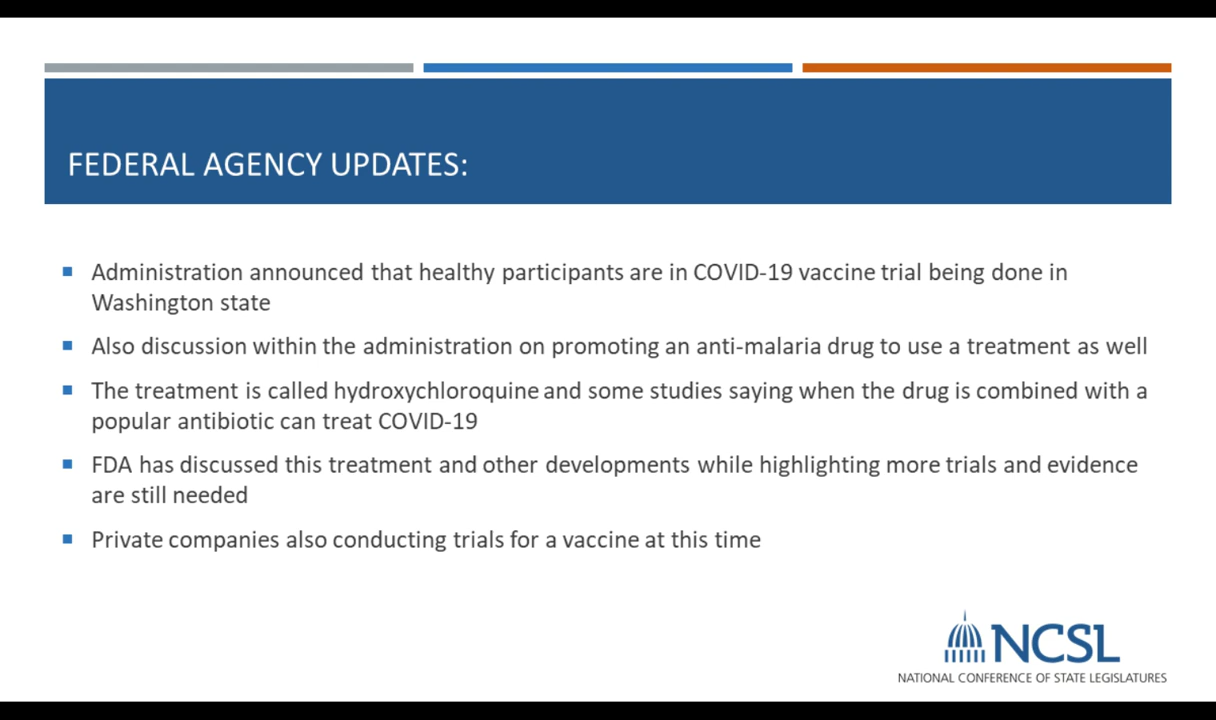 FEDERAL AGENCY UPDATES:
Administration announced that healthy participants are in COVID-19 vaccine trial being done in
Washington state
Also discussion within the administration on promoting an anti-malaria drug to use a treatment as well
The treatment is called hydroxychloroquine and some studies saying when the drug is combined with a
popular antibiotic can treat COVID-19
FDA has discussed this treatment and other developments while highlighting more trials and evidence
are still needed
Private companies also conducting trials for a vaccine at this time
NCSL
NATIONAL CONFERENCE OF STATE LEGISLATURES